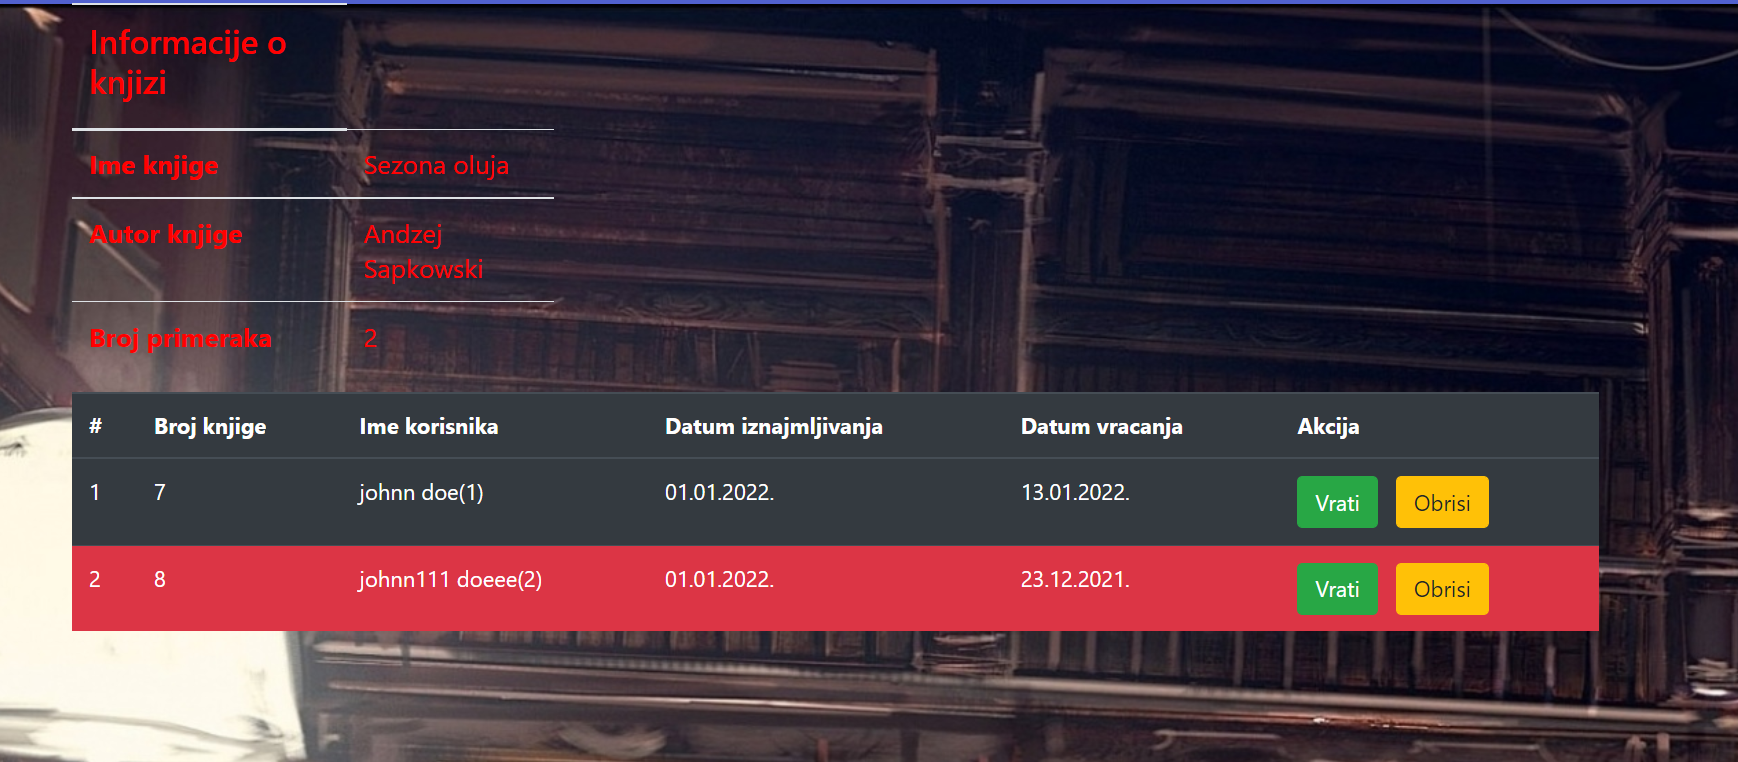 Informacije o
knjizi
Ime knjige Sezona oluja
Autor knjige Andzej
Sapkowski
Broj primeraka 2
# Broj knjige Ime korisnika Datum iznajmljivanja Datum vracanja Akcija
1 7 johnn doe(1) 01.01.2022. 13.01.2022. Vrati Obrisi
2 8 johnn111 doeee(2) 01.01.2022. 23.12.2021. Vrati Obrisi